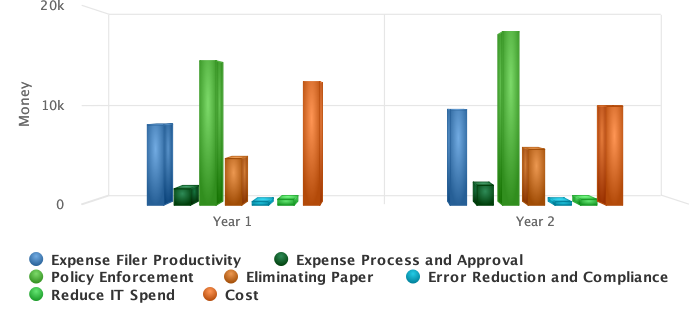 20k
Money
10k
0
Year 1 Year 2
Expense Filer Productivity Expense Process and Approval
Policy Enforcement Eliminating Paper Error Reduction and Compliance
Reduce IT Spend Cost